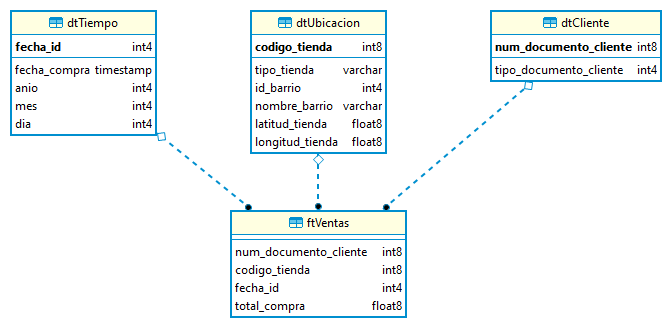 dtTiempo
fecha_id int4
fecha_compra timestamp
anio int4
mes int4
dia int4
dtUbicacion
codigo_tienda int8
tipo_tienda varchar
id_barrio int4
nombre_barrio varchar
latitud_tienda float8
longitud_tienda float8
dtCliente
num_documento_cliente int8
tipo_documento_cliente int4
ftVentas
num_documento_cliente int8
codigo_tienda int8
fecha_id int4
total_compra float8